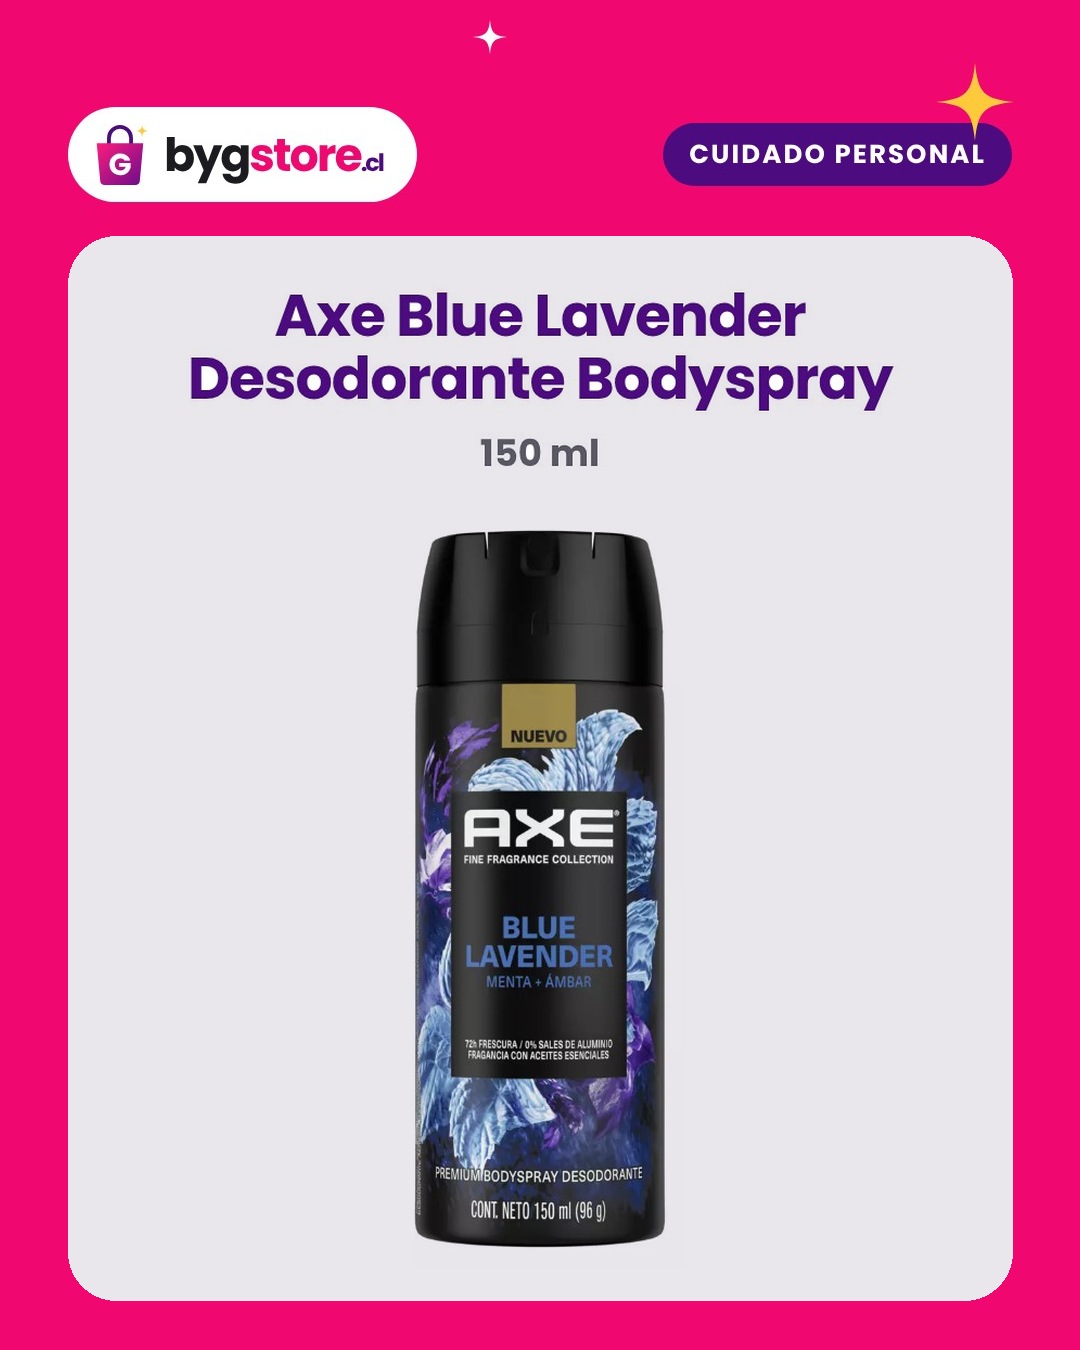 G bygstore.cl
CUIDADO PERSONAL
Axe Blue Lavender
Desodorante Bodyspray
150 ml
NUEVO
AXE®
FINE FRAGRANCE COLLECTION
BLUE
LAVENDER
MENTA + ÁMBAR
72h FRESCURA / 0% SALES DE ALUMINIO
FRAGANCIA CON ACEITES ESENCIALES
PREMIUM BODYSPRAY DESODORANTE
CONT. NETO 150 ml (96 g)